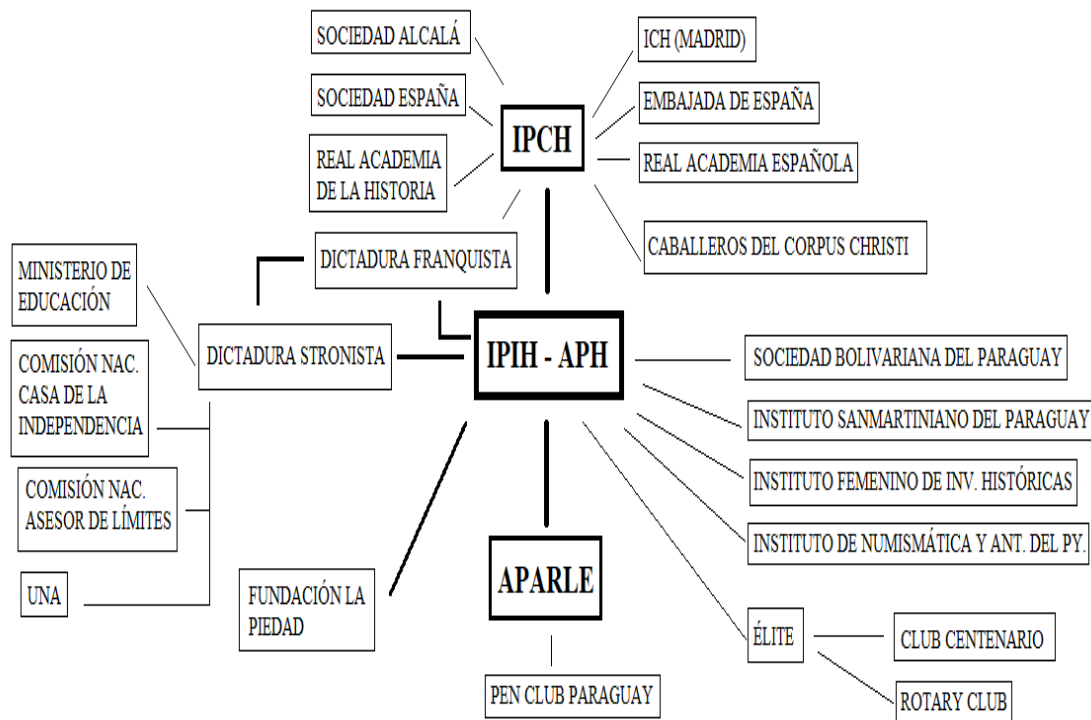 SOCIEDAD ALCALÁ
ICH (MADRID)
SOCIEDAD ESPAÑA
EMBAJADA DE ESPAÑA
IPCH
REAL ACADEMIA
DE LA HISTORIA
REAL ACADEMIA ESPAÑOLA
DICTADURA FRANQUISTA
CABALLEROS DEL CORPUS CHRISTI
MINISTERIO DE
EDUCACIÓN
DICTADURA STRONISTA
IPIH - APH
SOCIEDAD BOLIVARIANA DEL PARAGUAY
COMISIÓN NAC.
CASA DE LA
INDEPENDENCIA
INSTITUTO SANMARTINIANO DEL PARAGUAY
COMISIÓN NAC.
ASESOR DE LÍMITES
INSTITUTO FEMENINO DE INV. HISTÓRICAS
INSTITUTO DE NUMISMÁTICA Y ANT. DEL PY.
UNA
FUNDACIÓN LA
PIEDAD
APARLE
ÉLITE
CLUB CENTENARIO
PEN CLUB PARAGUAY
ROTARY CLUB